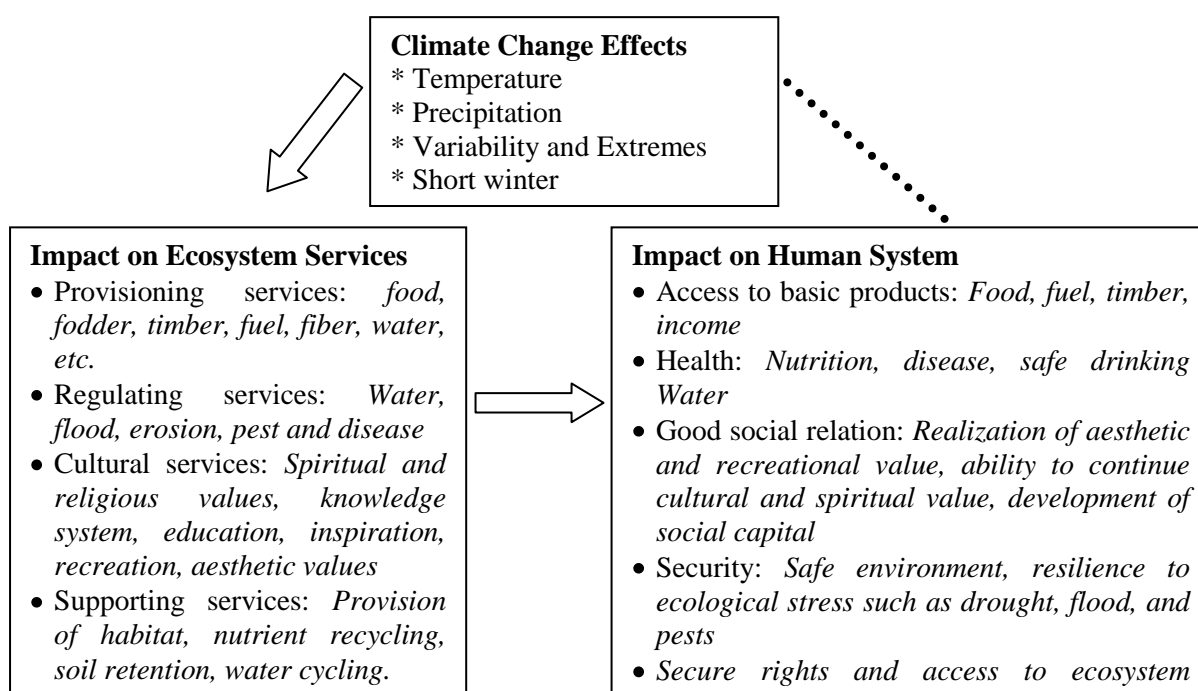 Climate Change Effects
* Temperature
* Precipitation
* Variability and Extremes
* Short winter
Impact on Ecosystem Services
• Provisioning services: food,
fodder, timber, fuel, fiber, water,
etc.
• Regulating services: Water,
flood, erosion, pest and disease
• Cultural services: Spiritual and
religious values, knowledge
system, education, inspiration,
recreation, aesthetic values
• Supporting services: Provision
of habitat, nutrient recycling,
soil retention, water cycling.
Impact on Human System
• Access to basic products: Food, fuel, timber,
income
• Health: Nutrition, disease, safe drinking
Water
• Good social relation: Realization of aesthetic
and recreational value, ability to continue
cultural and spiritual value, development of
social capital
• Security: Safe environment, resilience to
ecological stress such as drought, flood, and
pests
• Secure rights and access to ecosystem